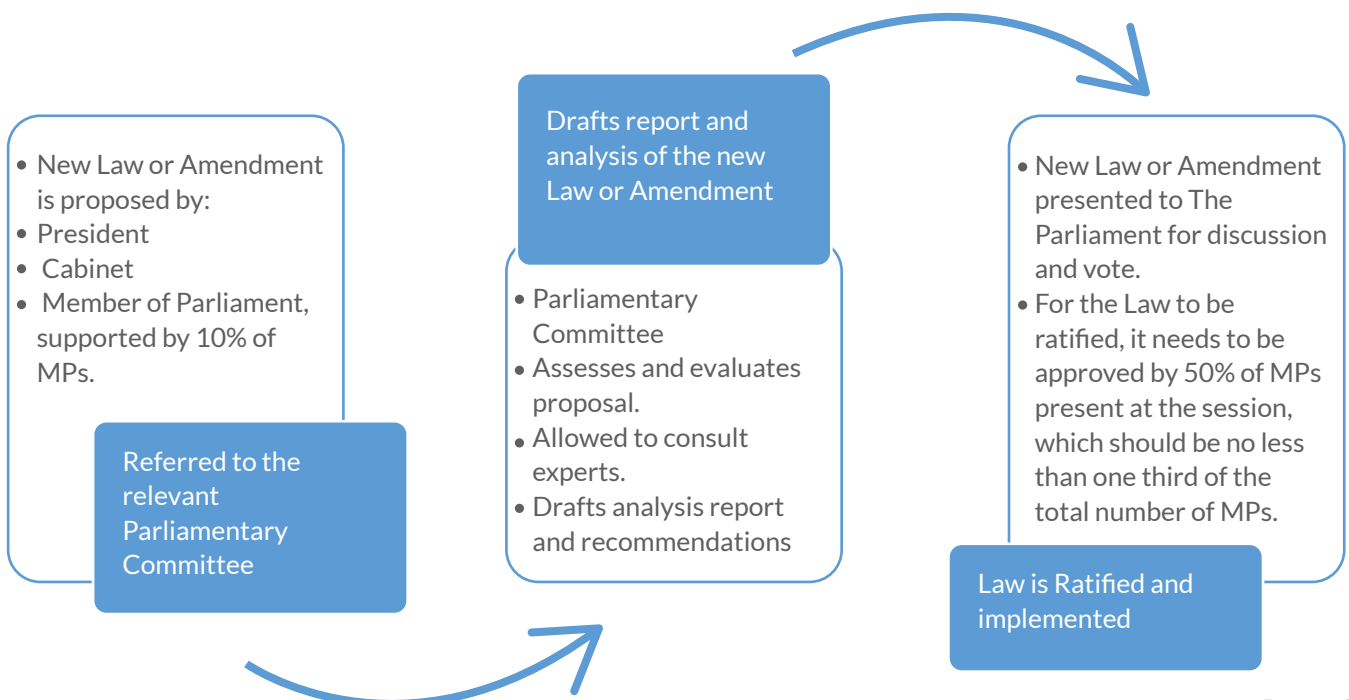 • New Law or Amendment
is proposed by:
• President
• Cabinet
• Member of Parliament,
supported by 10% of
MPs.
Referred to the
relevant
Parliamentary
Committee
Drafts report and
analysis of the new
Law or Amendment
• Parliamentary
Committee
• Assesses and evaluates
proposal.
• Allowed to consult
experts.
• Drafts analysis report
and recommendations
• New Law or Amendment
presented to The
Parliament for discussion
and vote.
• For the Law to be
ratified, it needs to be
approved by 50% of MPs
present at the session,
which should be no less
than one third of the
total number of MPs.
Law is Ratified and
implemented